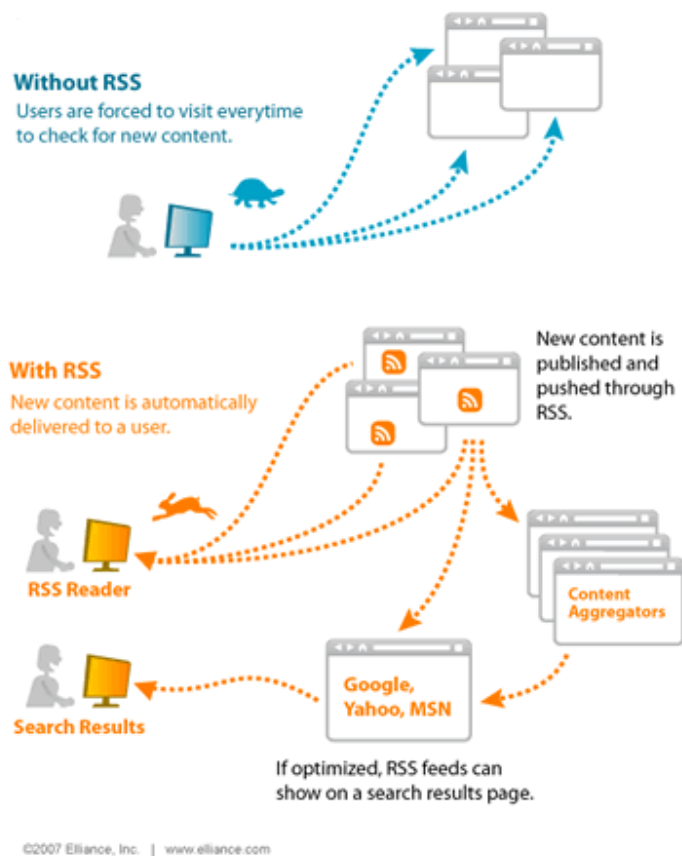 Without RSS
Users are forced to visit everytime
to check for new content.
With RSS
New content is automatically
delivered to a user.
New content is
published and
pushed through
RSS.
RSS Reader
Content
Aggregators
Google,
Yahoo, MSN
Search Results
If optimized, RSS feeds can
show on a search results page.
©2007 Elliance, Inc. | www.elliance.com